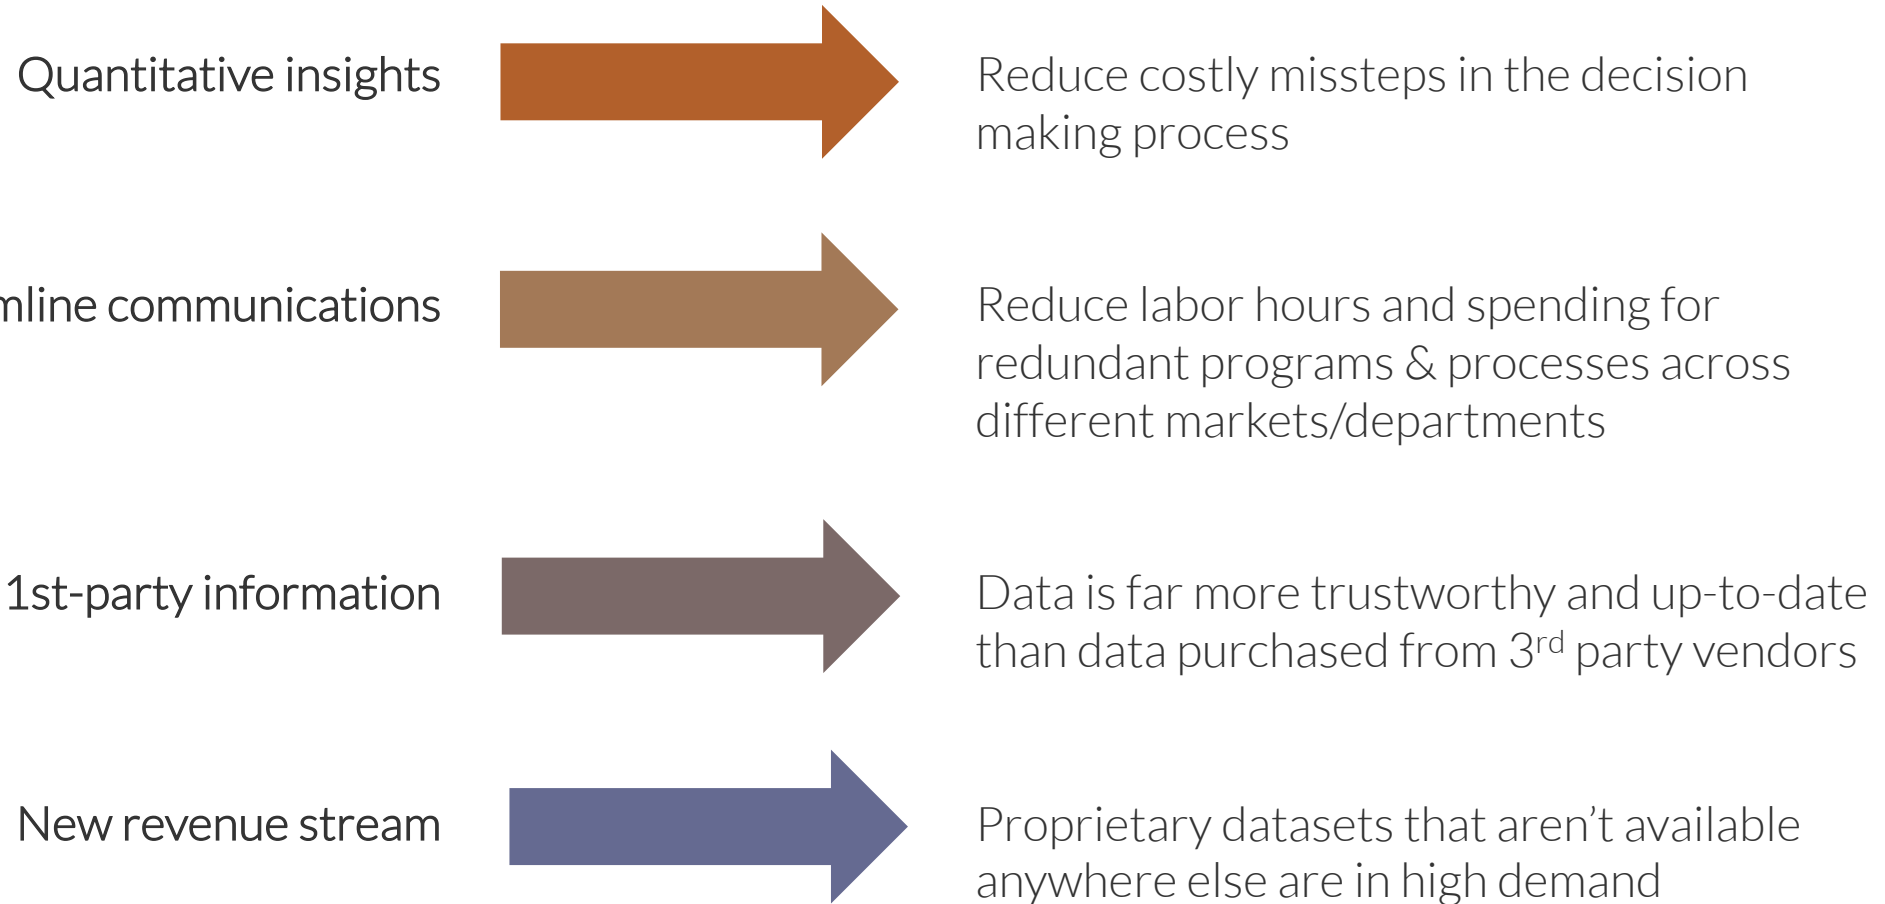 Quantitative insights
Reduce costly missteps in the decision
making process
mline communications
Reduce labor hours and spending for
redundant programs & processes across
different markets/departments
1st-party information
Data is far more trustworthy and up-to-date
than data purchased from 3rd party vendors
New revenue stream
Proprietary datasets that aren’t available
anywhere else are in high demand